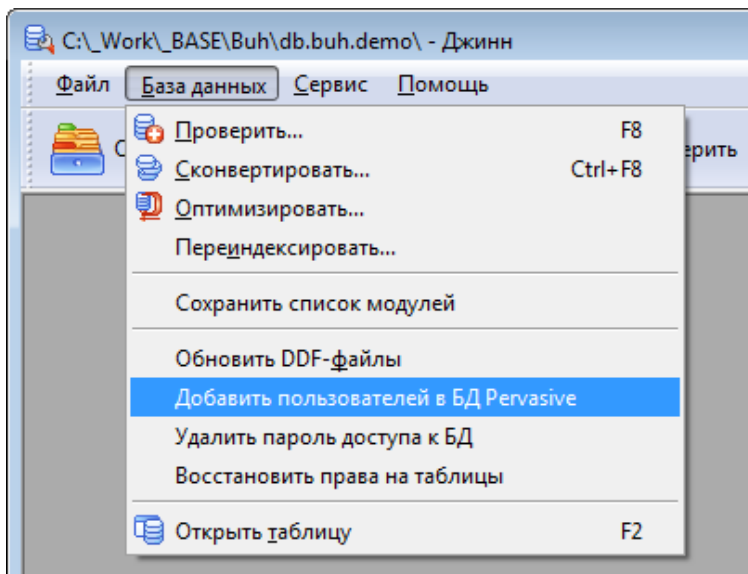 C:\_Work\_BASE\Buh\db.buh.demo\ - Джинн
Файл База данных Сервис Помощь
Проверить... F8
Сконвертировать... Ctrl+F8
Оптимизировать...
Переиндексировать...
Сохранить список модулей
Обновить DDF-файлы
Добавить пользователей в БД Pervasive
Удалить пароль доступа к БД
Восстановить права на таблицы
Открыть таблицу F2